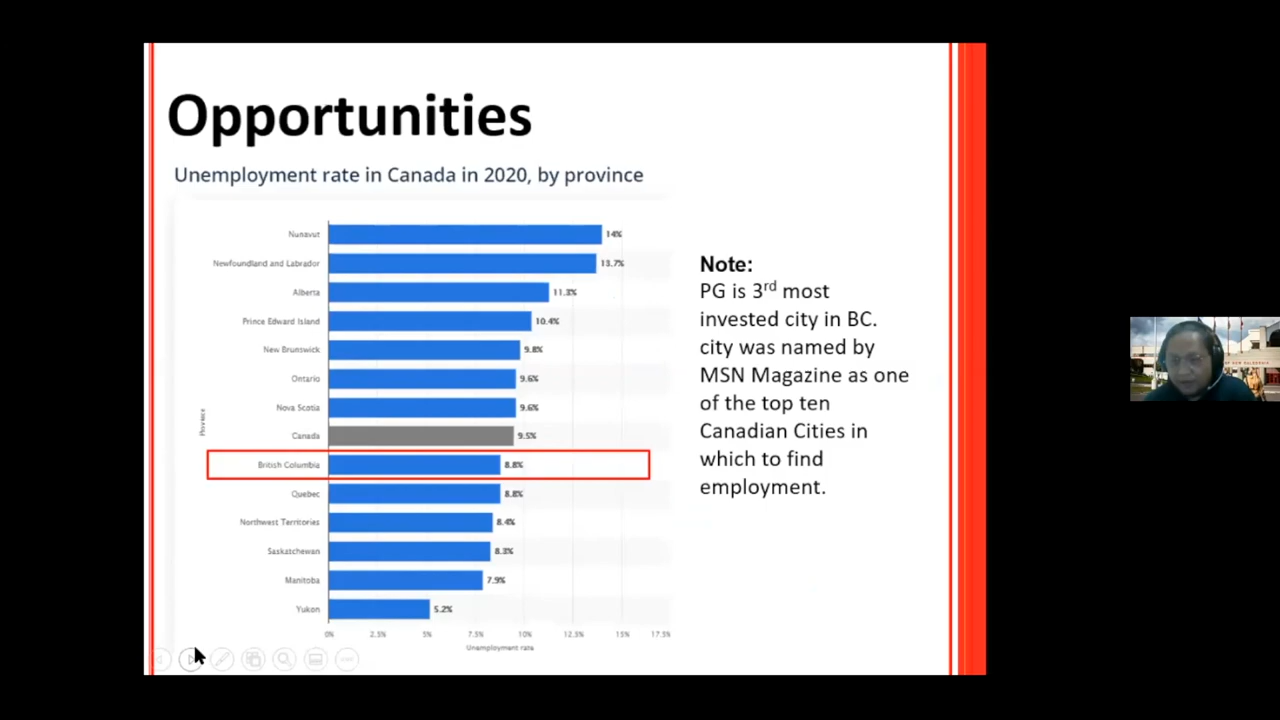 Opportunities
Unemployment rate in Canada in 2020, by province
Nunavut 14%
Newfoundland and Labrador 13.7%
Alberta 11.3%
Prince Edward Island 10.4%
New Brunswick 9.8%
Ontario 9.6%
Nova Scotia 9.6%
Canada 9.5%
British Columbia 8.8%
Quebec 8.8%
Northwest Territories 8.4%
Saskatchewan 8.3%
Manitoba 7.9%
Yukon 5.2%
Province
0% 2.5% 5% 7.5% 10% 12.5% 15% 17.5%
Unemployment rate
Note:
PG is 3rd most
invested city in BC.
city was named by
MSN Magazine as one
of the top ten
Canadian Cities in
which to find
employment.